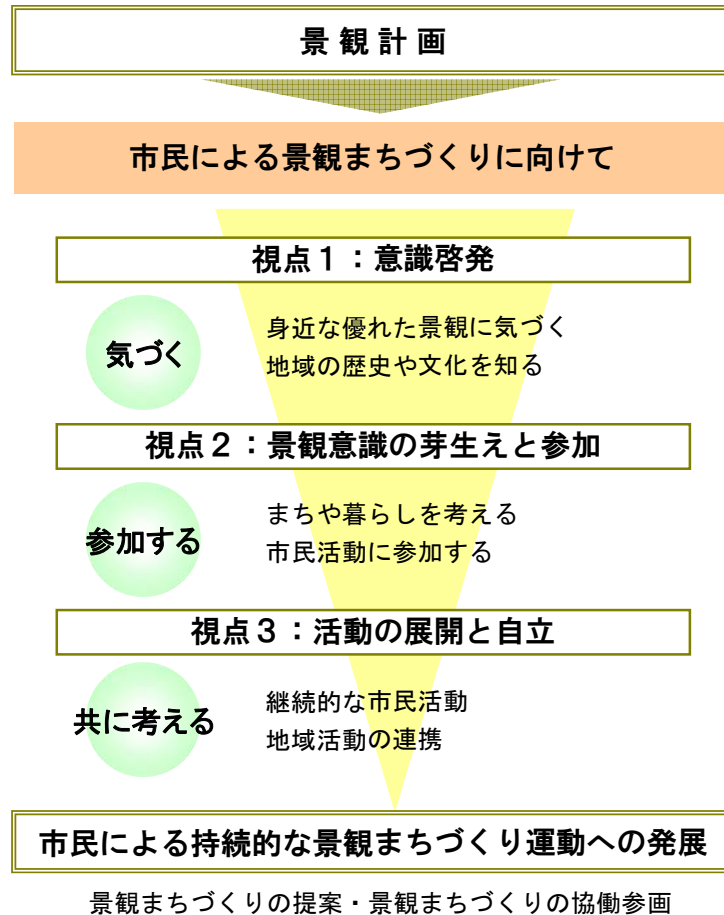 景観計画
市民による景観まちづくりに向けて
視点１：意識啓発
気づく
身近な優れた景観に気づく
地域の歴史や文化を知る
視点２：景観意識の芽生えと参加
参加する
まちや暮らしを考える
市民活動に参加する
視点３：活動の展開と自立
共に考える
継続的な市民活動
地域活動の連携
市民による持続的な景観まちづくり運動への発展
景観まちづくりの提案・景観まちづくりの協働参画